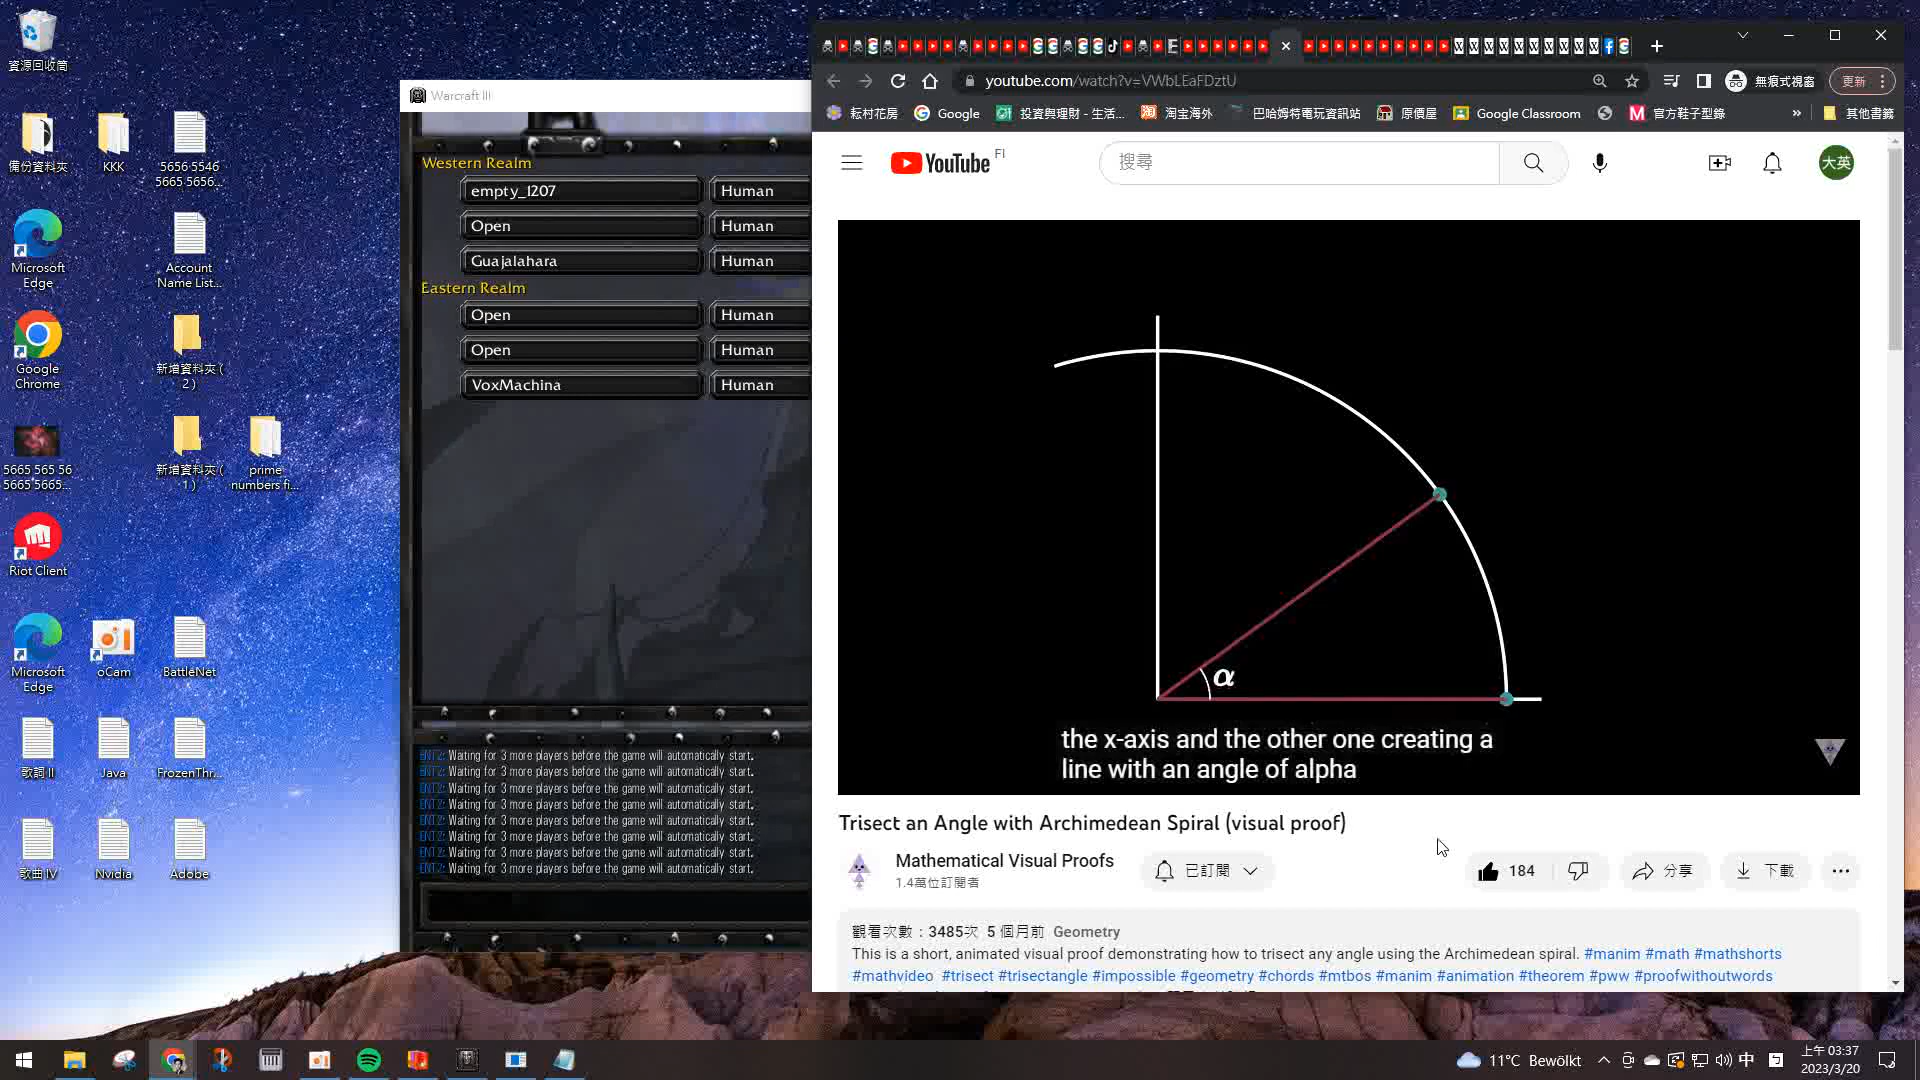 資源回收筒
備份資料夾
KKK
5656 5546
5665 5656...
Microsoft
Edge
Account
Name List...
Google
Chrome
新增資料夾 (
2 )
5665 565 56
5665 5665...
新增資料夾 (
1 )
prime
numbers fi...
Riot Client
Microsoft
Edge
oCam
BattleNet
歌詞 II
Java
FrozenThr...
歌曲 IV
Nvidia
Adobe
Warcraft III
Western Realm
empty_1207 Human
Open Human
Guajalahara Human
Eastern Realm
Open Human
Open Human
VoxMachina Human
ENT2: Waiting for 3 more players before the game will automatically start.
ENT2: Waiting for 3 more players before the game will automatically start.
ENT2: Waiting for 3 more players before the game will automatically start.
ENT2: Waiting for 3 more players before the game will automatically start.
ENT2: Waiting for 3 more players before the game will automatically start.
ENT2: Waiting for 3 more players before the game will automatically start.
ENT2: Waiting for 3 more players before the game will automatically start.
ENT2: Waiting for 3 more players before the game will automatically start.
youtube.com/watch?v=VWbLEaFDztU
無痕式視窗
更新
耘村花房 Google 投資與理財 - 生活... 淘宝海外 巴哈姆特電玩資訊站 原價屋 Google Classroom 官方鞋子型錄 » 其他書籤
YouTube FI
搜尋
大英
α
the x-axis and the other one creating a
line with an angle of alpha
Trisect an Angle with Archimedean Spiral (visual proof)
Mathematical Visual Proofs
1.4萬位訂閱者
已訂閱
184
分享
下載
觀看次數：3485次 5 個月前 Geometry
This is a short, animated visual proof demonstrating how to trisect any angle using the Archimedean spiral. #manim #math #mathshorts
#mathvideo #trisect #trisectangle #impossible #geometry #chords #mtbos #manim #animation #theorem #pww #proofwithoutwords
11°C Bewölkt
中
上午 03:37
2023/3/20